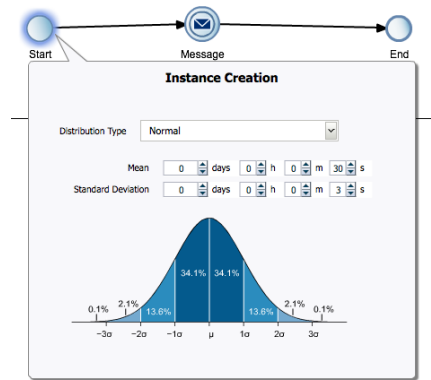 Start Message End
Instance Creation
Distribution Type Normal
Mean 0 days 0 h 0 m 30 s
Standard Deviation 0 days 0 h 0 m 3 s
34.1% 34.1%
0.1% 2.1% 13.6% 13.6% 2.1% 0.1%
−3σ −2σ −1σ μ 1σ 2σ 3σ